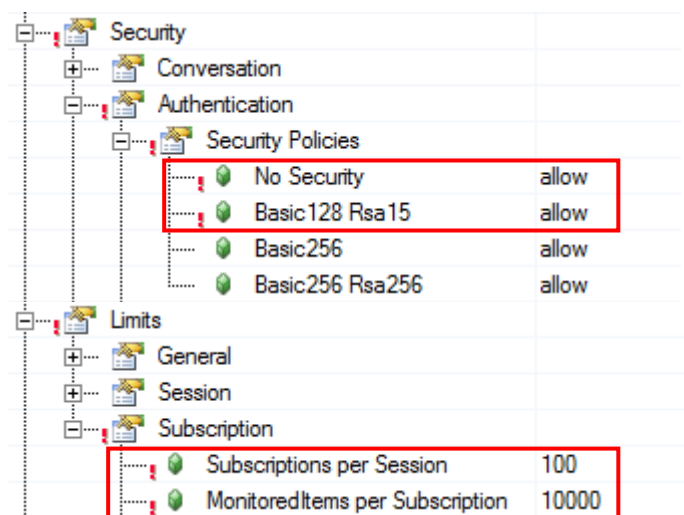 Security
Conversation
Authentication
Security Policies
No Security allow
Basic128 Rsa15 allow
Basic256 allow
Basic256 Rsa256 allow
Limits
General
Session
Subscription
Subscriptions per Session 100
MonitoredItems per Subscription 10000